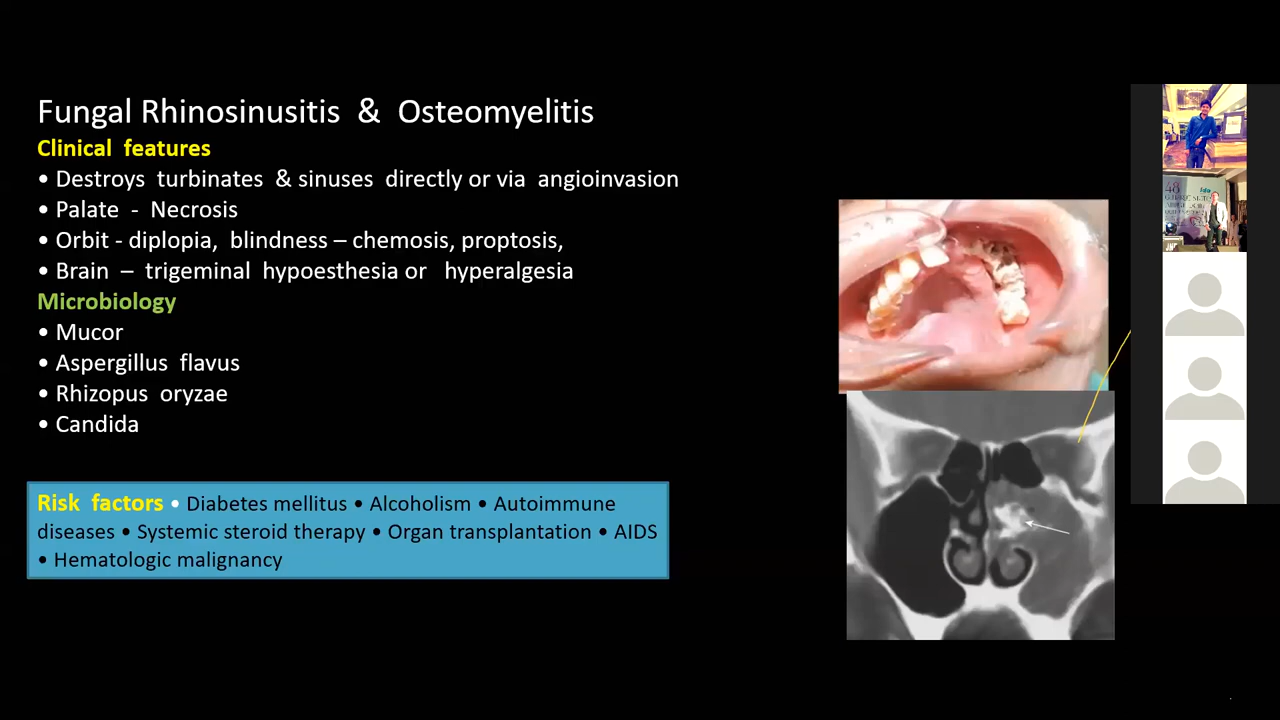 Fungal Rhinosinusitis & Osteomyelitis
Clinical features
• Destroys turbinates & sinuses directly or via angioinvasion
• Palate - Necrosis
• Orbit - diplopia, blindness – chemosis, proptosis,
• Brain – trigeminal hypoesthesia or hyperalgesia
Microbiology
• Mucor
• Aspergillus flavus
• Rhizopus oryzae
• Candida
Risk factors • Diabetes mellitus • Alcoholism • Autoimmune
diseases • Systemic steroid therapy • Organ transplantation • AIDS
• Hematologic malignancy
48